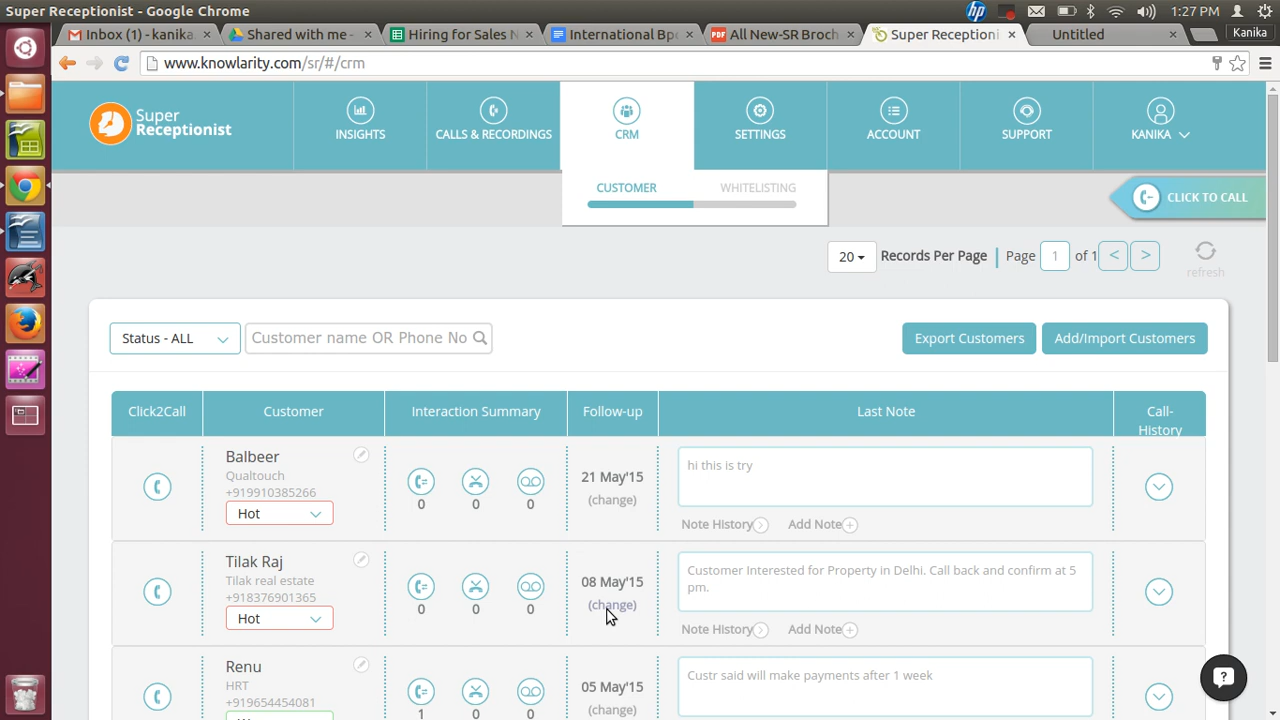 Super Receptionist - Google Chrome
hp
1:27 PM
Inbox (1) - kanika.
Shared with me -
Hiring for Sales N
International Bpo
All New-SR Broch
Super Receptioni
Untitled
Kanika
www.knowlarity.com/sr/#/crm
Super
Receptionist
INSIGHTS
CALLS & RECORDINGS
CRM
SETTINGS
ACCOUNT
SUPPORT
KANIKA
CUSTOMER
WHITELISTING
CLICK TO CALL
20
Records Per Page
Page
1
of 1
<
>
refresh
Status - ALL
Customer name OR Phone No
Export Customers
Add/Import Customers
Click2Call
Customer
Interaction Summary
Follow-up
Last Note
Call-
History
Balbeer
Qualtouch
+919910385266
Hot
0
0
0
21 May'15
(change)
hi this is try
Note History
Add Note
Tilak Raj
Tilak real estate
+918376901365
Hot
0
0
0
08 May'15
(change)
Customer Interested for Property in Delhi. Call back and confirm at 5
pm.
Note History
Add Note
Renu
HRT
+919654454081
1
0
0
05 May'15
(change)
Custr said will make payments after 1 week